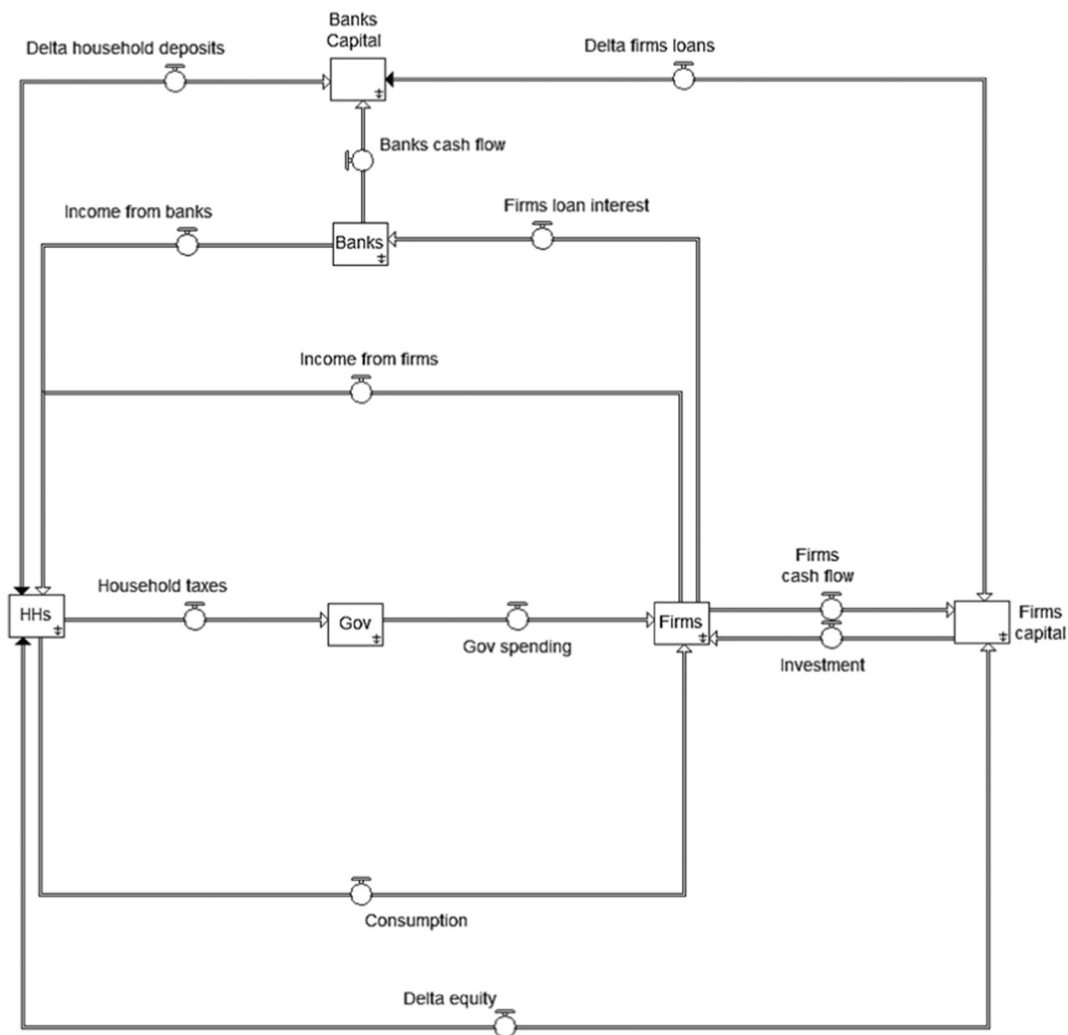 Banks
Capital
Delta household deposits
Delta firms loans
Banks cash flow
Income from banks
Firms loan interest
Banks
Income from firms
Household taxes
Firms
cash flow
HHs
Gov
Firms
Firms
capital
Gov spending
Investment
Consumption
Delta equity